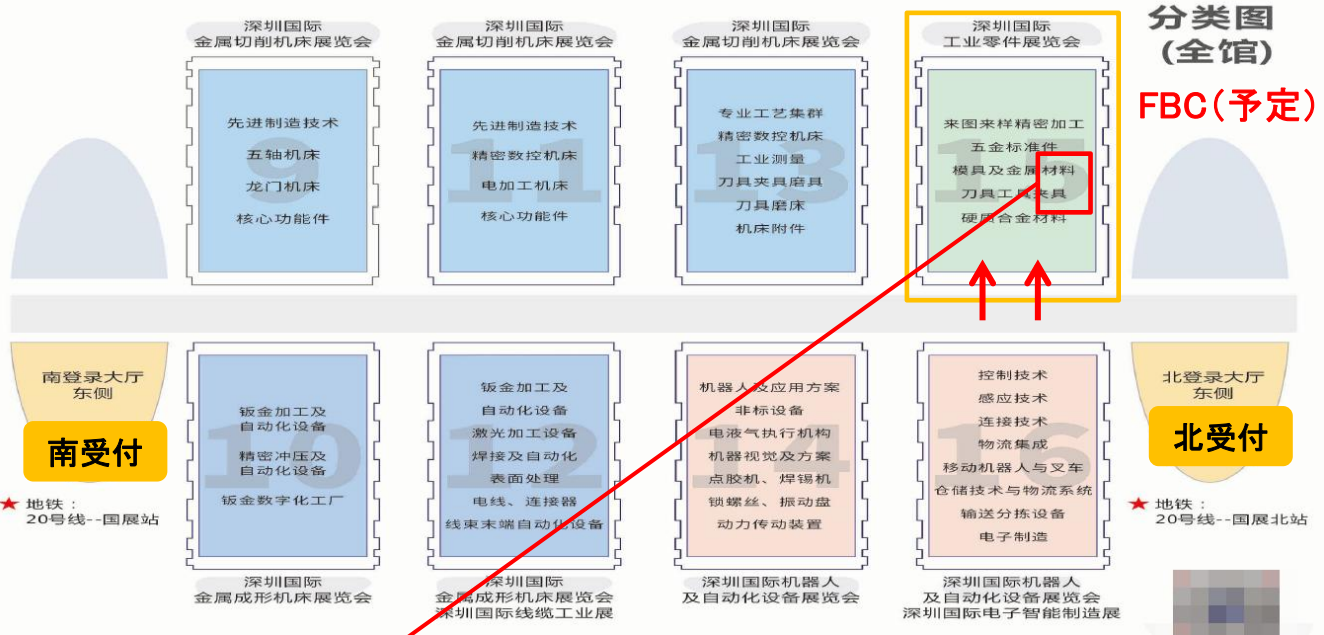 分类图
(全馆)
FBC(予定)
深圳国际
金属切削机床展览会
9
先进制造技术
五轴机床
龙门机床
核心功能件
深圳国际
金属切削机床展览会
11
先进制造技术
精密数控机床
电加工机床
核心功能件
深圳国际
金属切削机床展览会
13
专业工艺集群
精密数控机床
工业测量
刀具夹具磨具
刀具磨床
机床附件
深圳国际
工业零件展览会
15
来图来样精密加工
五金标准件
模具及金属材料
刀具工具夹具
硬质合金材料
南登录大厅
东侧
南受付
地铁：
20号线--国展站
10
钣金加工及
自动化设备
精密冲压及
自动化设备
钣金数字化工厂
深圳国际
金属成形机床展览会
12
钣金加工及
自动化设备
激光加工设备
焊接及自动化
表面处理
电线、连接器
线束末端自动化设备
深圳国际
金属成形机床展览会
深圳国际线缆工业展
14
机器人及应用方案
非标设备
电液气执行机构
机器视觉及方案
点胶机、焊锡机
锁螺丝、振动盘
动力传动装置
深圳国际机器人
及自动化设备展览会
16
控制技术
感应技术
连接技术
物流集成
移动机器人与叉车
仓储技术与物流系统
输送分拣设备
电子制造
深圳国际机器人
及自动化设备展览会
深圳国际电子智能制造展
北登录大厅
东侧
北受付
地铁：
20号线--国展北站